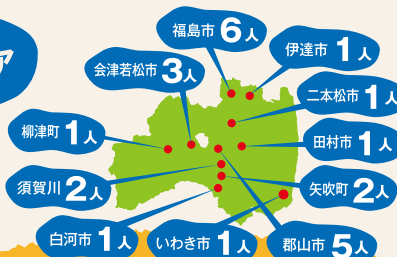 ア
福島市 6人
伊達市 1人
会津若松市 3人
二本松市 1人
柳津町 1人
田村市 1人
須賀川 2人
矢吹町 2人
白河市 1人
いわき市 1人
郡山市 5人